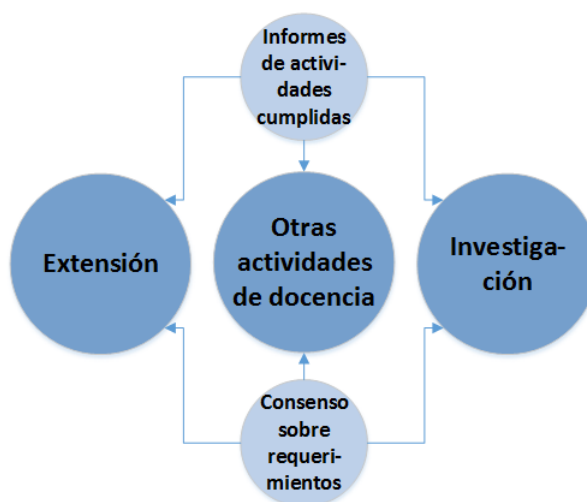 Informes
de activi-
dades
cumplidas
Extensión
Otras
actividades
de docencia
Investiga-
ción
Consenso
sobre
requeri-
mientos